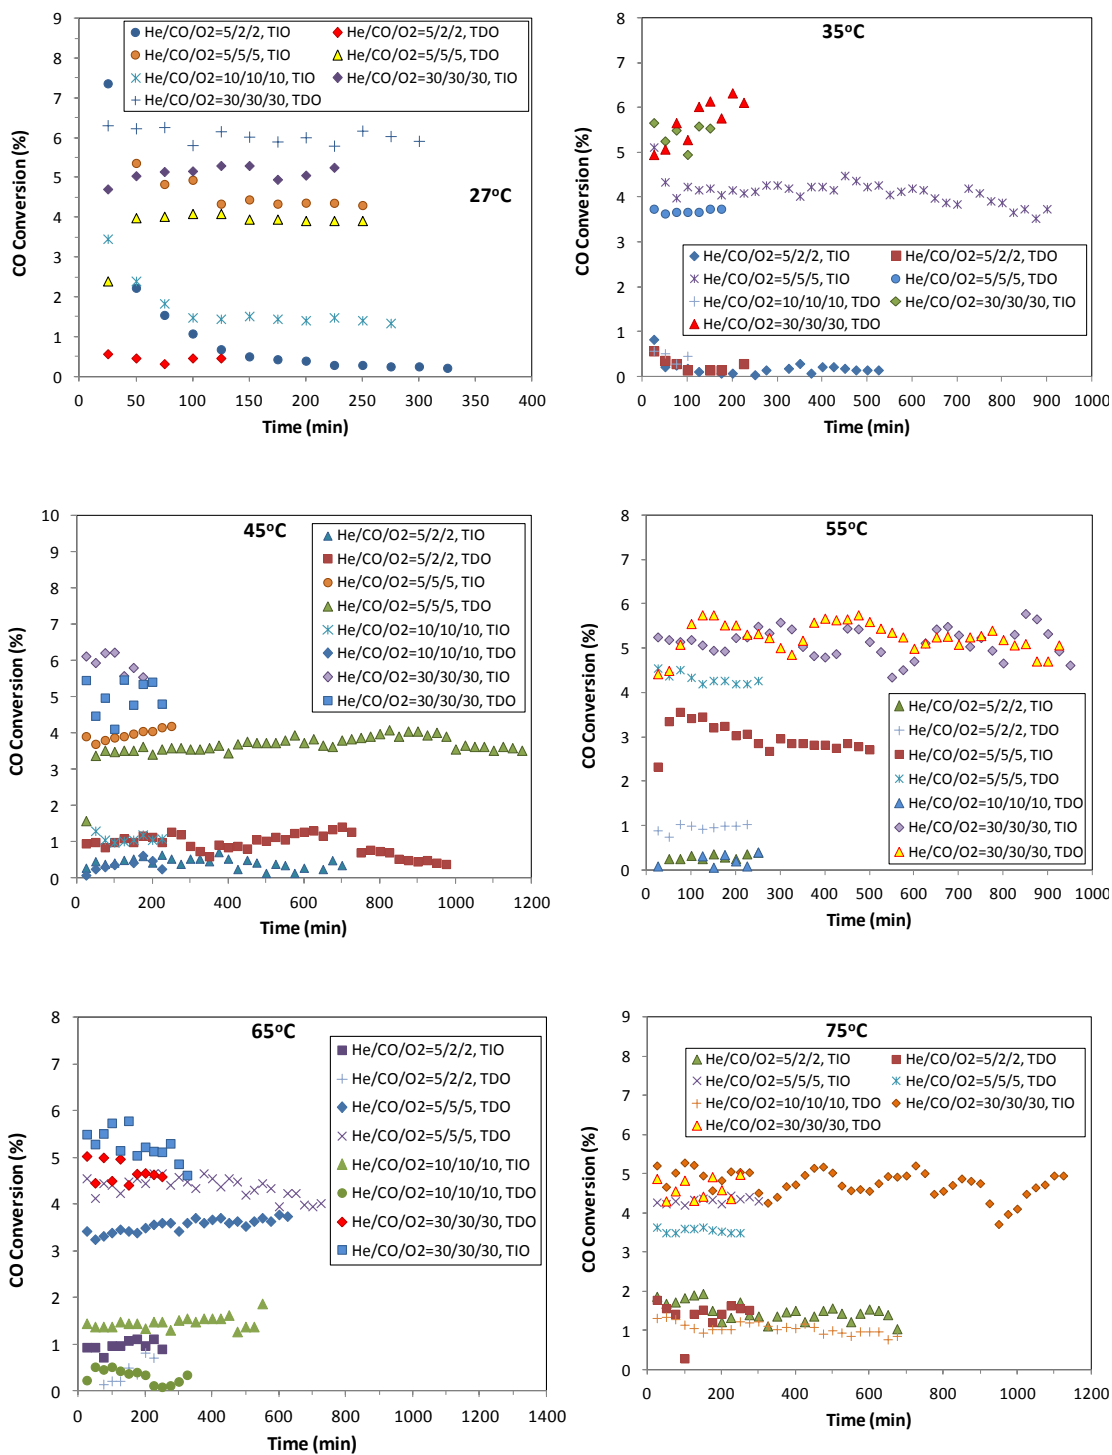 He/CO/O2=5/2/2, TIO
He/CO/O2=5/2/2, TDO
He/CO/O2=5/5/5, TIO
He/CO/O2=5/5/5, TDO
He/CO/O2=10/10/10, TIO
He/CO/O2=30/30/30, TIO
He/CO/O2=30/30/30, TDO
27°C
CO Conversion (%)
9
8
7
6
5
4
3
2
1
0
0 50 100 150 200 250 300 350 400
Time (min)
35°C
He/CO/O2=5/2/2, TIO
He/CO/O2=5/2/2, TDO
He/CO/O2=5/5/5, TIO
He/CO/O2=5/5/5, TDO
He/CO/O2=10/10/10, TDO
He/CO/O2=30/30/30, TIO
He/CO/O2=30/30/30, TDO
CO Conversion (%)
8
7
6
5
4
3
2
1
0
0 100 200 300 400 500 600 700 800 900 1000
Time (min)
45°C
He/CO/O2=5/2/2, TIO
He/CO/O2=5/2/2, TDO
He/CO/O2=5/5/5, TIO
He/CO/O2=5/5/5, TDO
He/CO/O2=10/10/10, TIO
He/CO/O2=10/10/10, TDO
He/CO/O2=30/30/30, TIO
He/CO/O2=30/30/30, TDO
CO Conversion (%)
10
9
8
7
6
5
4
3
2
1
0
0 200 400 600 800 1000 1200
Time (min)
55°C
He/CO/O2=5/2/2, TIO
He/CO/O2=5/2/2, TDO
He/CO/O2=5/5/5, TIO
He/CO/O2=5/5/5, TDO
He/CO/O2=10/10/10, TDO
He/CO/O2=30/30/30, TIO
He/CO/O2=30/30/30, TDO
CO Conversion (%)
8
7
6
5
4
3
2
1
0
0 200 400 600 800 1000
Time (min)
65°C
He/CO/O2=5/2/2, TIO
He/CO/O2=5/2/2, TDO
He/CO/O2=5/5/5, TDO
He/CO/O2=5/5/5, TDO
He/CO/O2=10/10/10, TIO
He/CO/O2=10/10/10, TDO
He/CO/O2=30/30/30, TDO
He/CO/O2=30/30/30, TIO
CO Conversion (%)
8
7
6
5
4
3
2
1
0
0 200 400 600 800 1000 1200 1400
Time (min)
75°C
He/CO/O2=5/2/2, TIO
He/CO/O2=5/2/2, TDO
He/CO/O2=5/5/5, TIO
He/CO/O2=5/5/5, TDO
He/CO/O2=10/10/10, TDO
He/CO/O2=30/30/30, TIO
He/CO/O2=30/30/30, TDO
CO Conversion (%)
9
8
7
6
5
4
3
2
1
0
0 200 400 600 800 1000 1200
Time (min)